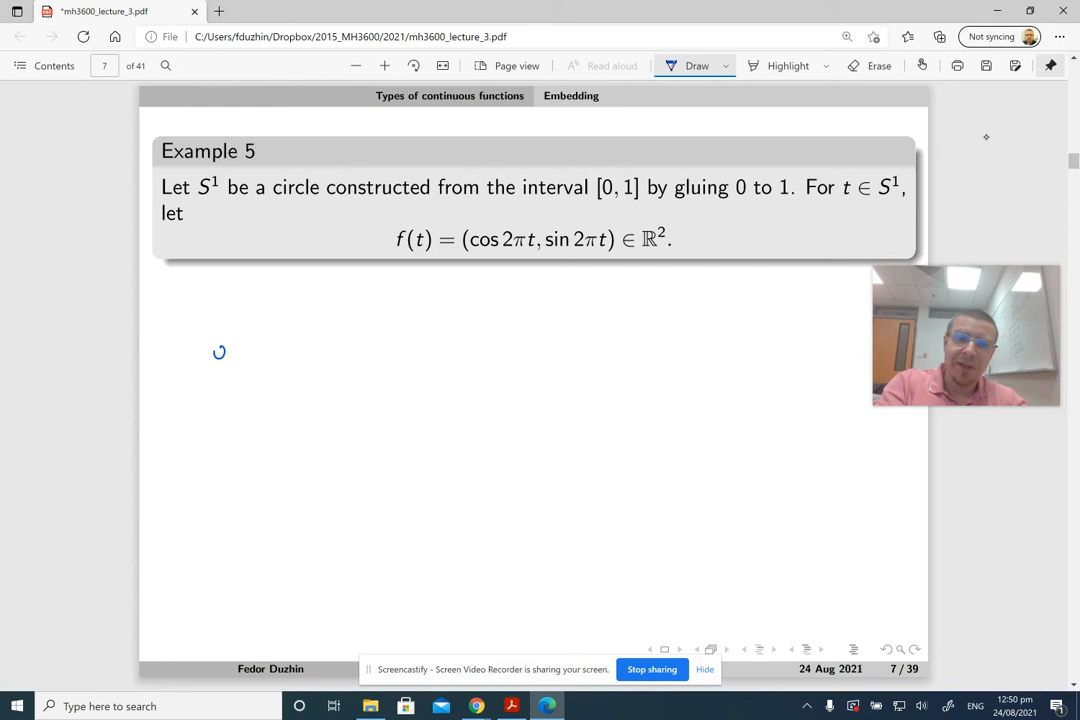 *mh3600_lecture_3.pdf
File C:/Users/fduzhin/Dropbox/2015_MH3600/2021/mh3600_lecture_3.pdf Not syncing
Contents 7 of 41 Page view Read aloud Draw Highlight Erase
Types of continuous functions Embedding
Example 5
Let S¹ be a circle constructed from the interval [0, 1] by gluing 0 to 1. For t ∈ S¹,
let
f(t) = (cos 2πt, sin 2πt) ∈ ℝ².
Fedor Duzhin 24 Aug 2021 7 / 39
Screencastify - Screen Video Recorder is sharing your screen. Stop sharing Hide
Type here to search ENG 12:50 pm
24/08/2021